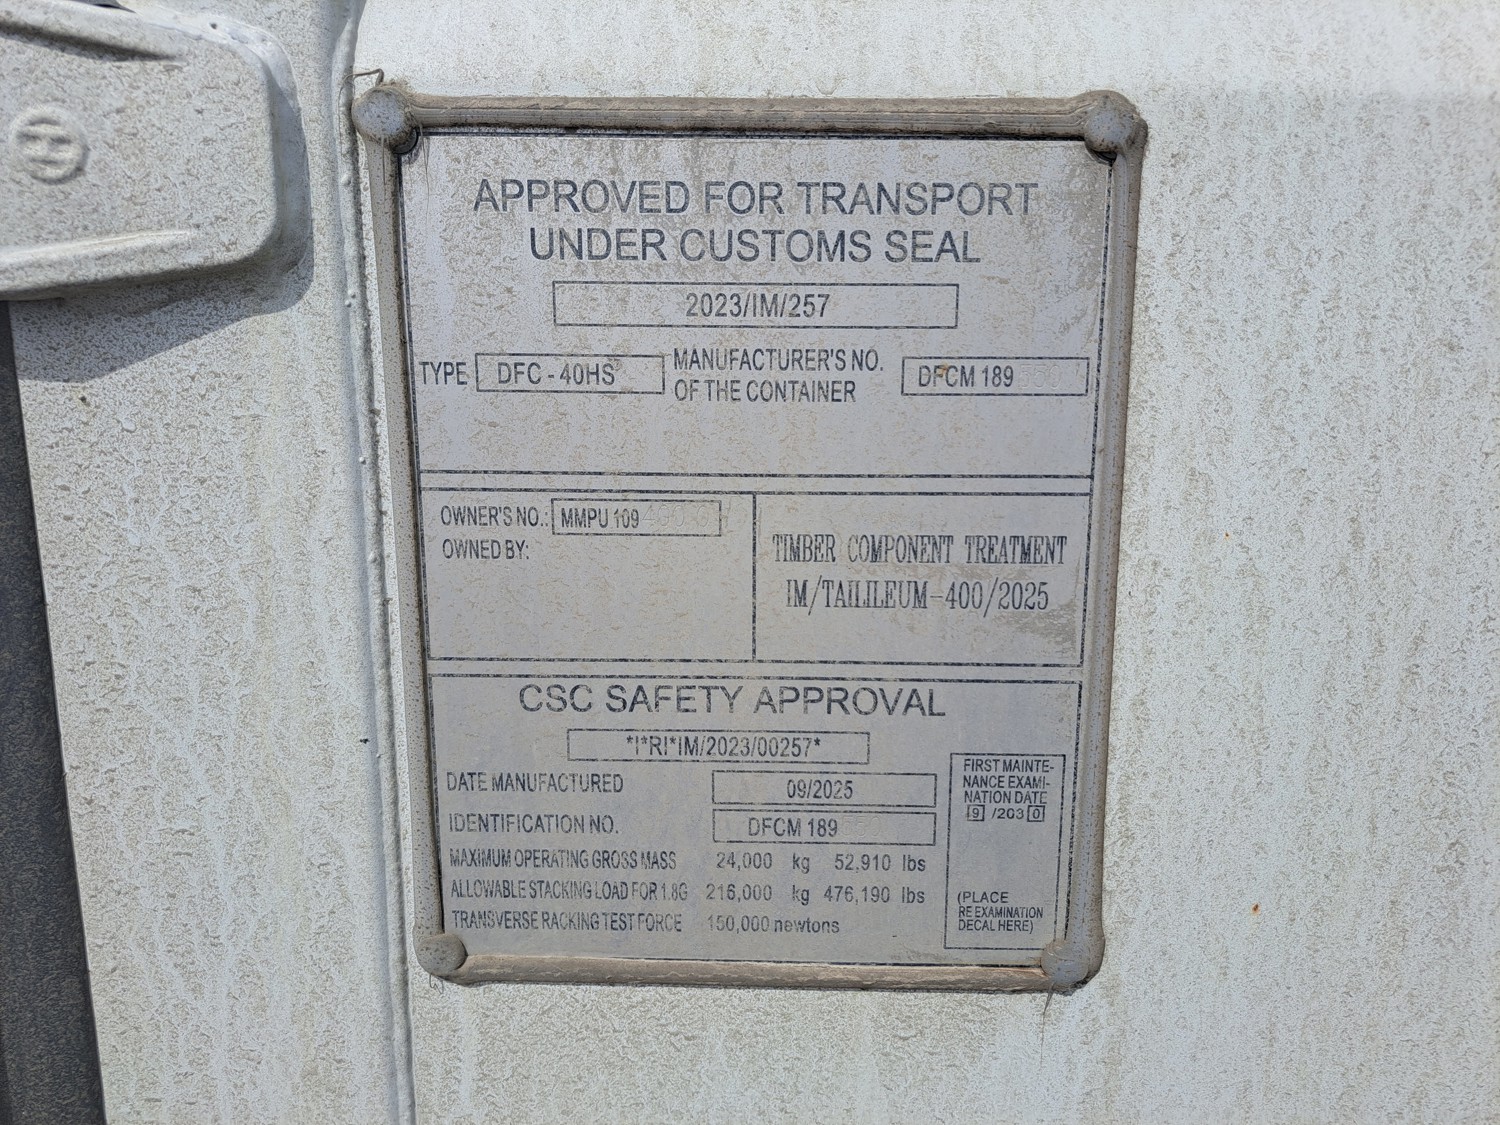 APPROVED FOR TRANSPORT
UNDER CUSTOMS SEAL
2023/IM/257
TYPE DFC - 40HS MANUFACTURER'S NO. OF THE CONTAINER DFCM 189
OWNER'S NO.: MMPU 109
OWNED BY:
TIMBER COMPONENT TREATMENT
IM/TAILILEUM-400/2025
CSC SAFETY APPROVAL
*I*RI*IM/2023/00257*
DATE MANUFACTURED 09/2025
IDENTIFICATION NO. DFCM 189
MAXIMUM OPERATING GROSS MASS 24,000 kg 52,910 lbs
ALLOWABLE STACKING LOAD FOR 1.8G 216,000 kg 476,190 lbs
TRANSVERSE RACKING TEST FORCE 150,000 newtons
FIRST MAINTE-
NANCE EXAMI-
NATION DATE
9 /2030
(PLACE
RE EXAMINATION
DECAL HERE)